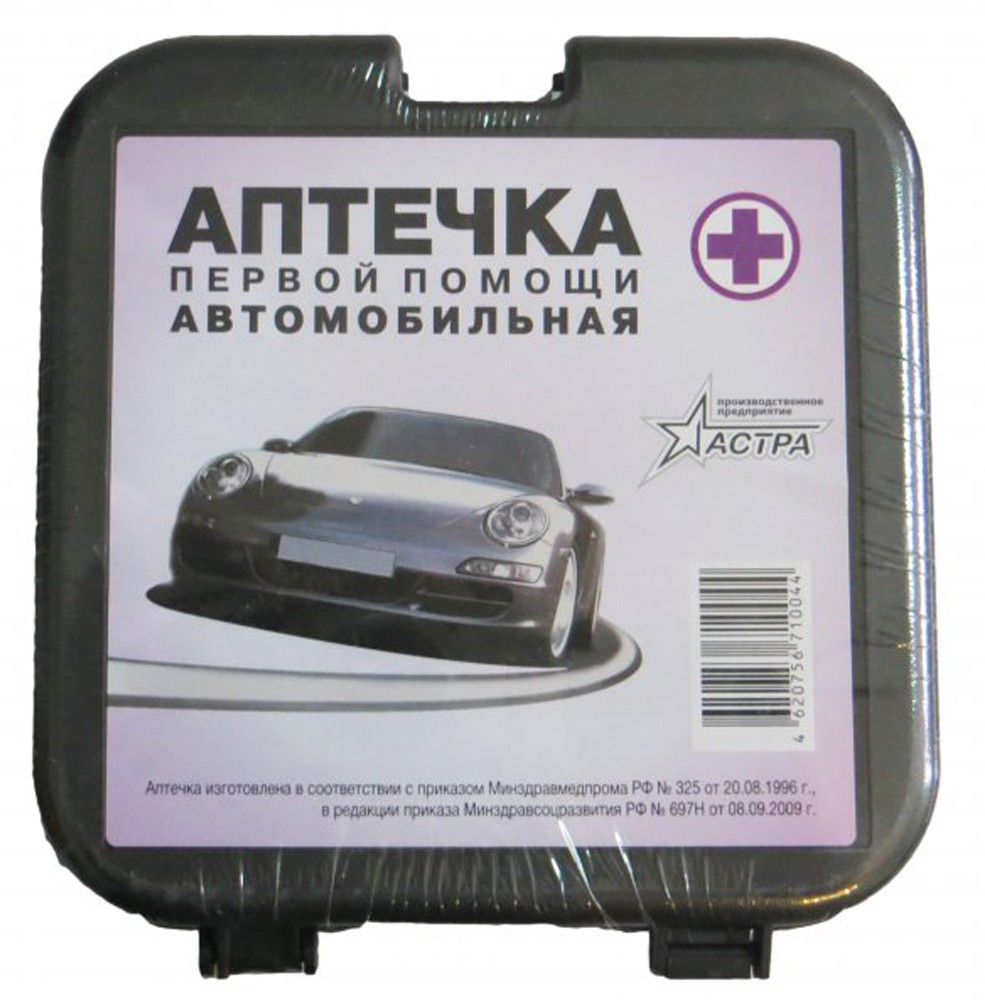 АПТЕЧКА
ПЕРВОЙ ПОМОЩИ
АВТОМОБИЛЬНАЯ
производственное
предприятие
АСТРА
4 620756 710044
Аптечка изготовлена в соответствии с приказом Минздравмедпрома РФ № 325 от 20.08.1996 г.,
в редакции приказа Минздравсоцразвития РФ № 697Н от 08.09.2009 г.